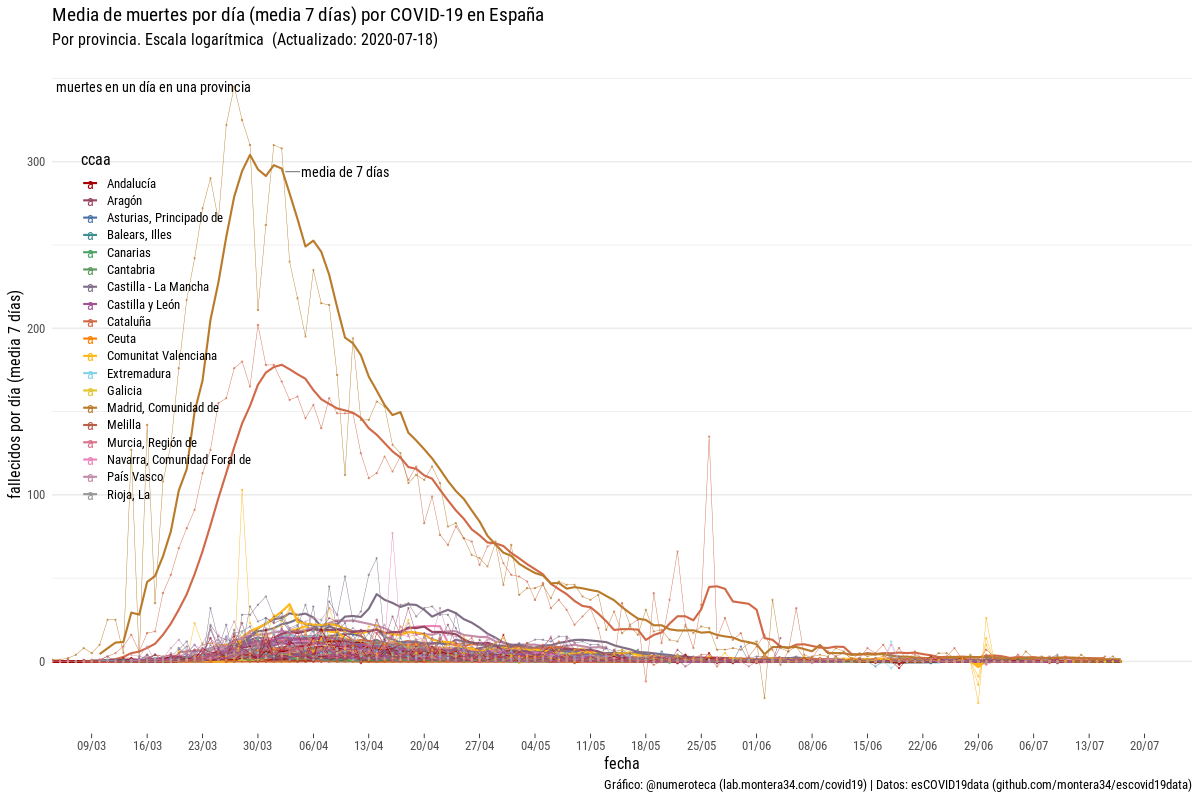 Media de muertes por día (media 7 días) por COVID-19 en España
Por provincia. Escala logarítmica  (Actualizado: 2020-07-18)
muertes en un día en una provincia
ccaa
media de 7 días
Andalucía
Aragón
Asturias, Principado de
Balears, Illes
Canarias
Cantabria
Castilla - La Mancha
Castilla y León
Cataluña
Ceuta
Comunitat Valenciana
Extremadura
Galicia
Madrid, Comunidad de
Melilla
Murcia, Región de
Navarra, Comunidad Foral de
País Vasco
Rioja, La
fallecidos por día (media 7 días)
300
200
100
0
09/03 16/03 23/03 30/03 06/04 13/04 20/04 27/04 04/05 11/05 18/05 25/05 01/06 08/06 15/06 22/06 29/06 06/07 13/07 20/07
fecha
Gráfico: @numeroteca (lab.montera34.com/covid19) | Datos: esCOVID19data (github.com/montera34/escovid19data)